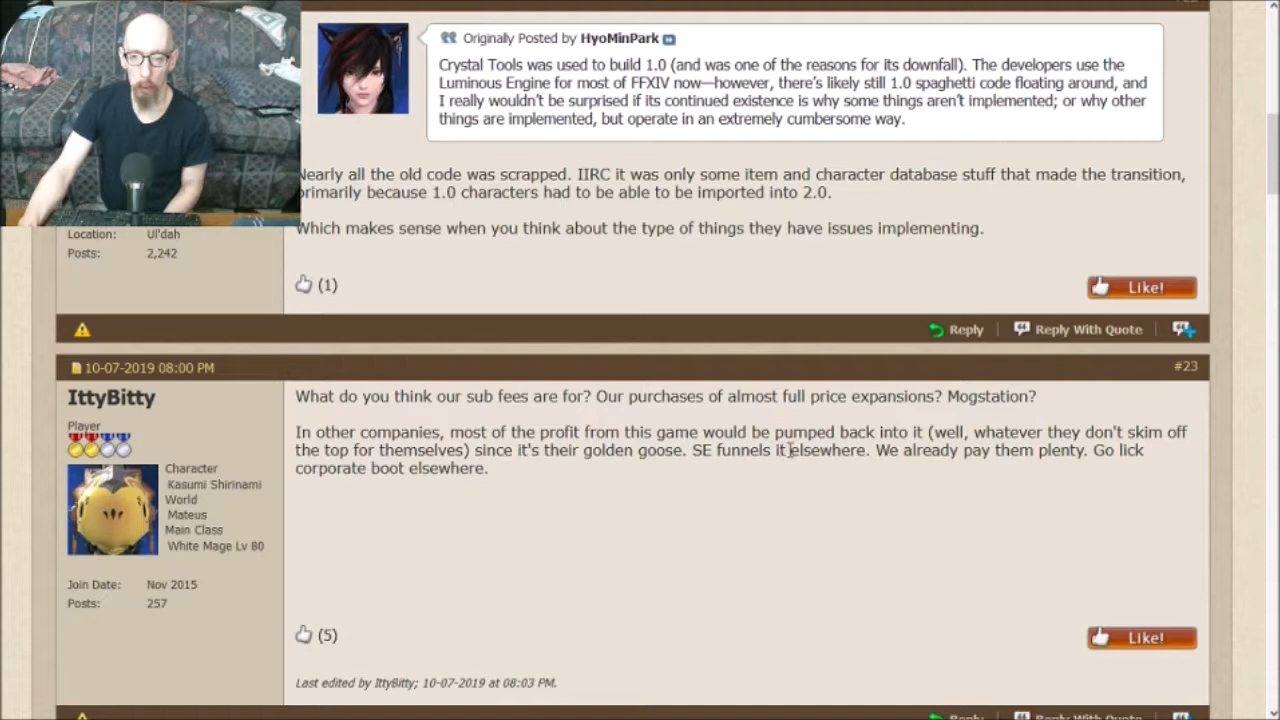 Originally Posted by HyoMinPark
Crystal Tools was used to build 1.0 (and was one of the reasons for its downfall). The developers use the
Luminous Engine for most of FFXIV now—however, there's likely still 1.0 spaghetti code floating around, and
I really wouldn't be surprised if its continued existence is why some things aren't implemented; or why other
things are implemented, but operate in an extremely cumbersome way.
Nearly all the old code was scrapped. IIRC it was only some item and character database stuff that made the transition,
primarily because 1.0 characters had to be able to be imported into 2.0.
Which makes sense when you think about the type of things they have issues implementing.
Location: Ul'dah
Posts: 2,242
(1)
Like!
Reply
Reply With Quote
10-07-2019 08:00 PM
#23
IttyBitty
Player
Character
Kasumi Shirinami
World
Mateus
Main Class
White Mage Lv 80
Join Date: Nov 2015
Posts: 257
What do you think our sub fees are for? Our purchases of almost full price expansions? Mogstation?
In other companies, most of the profit from this game would be pumped back into it (well, whatever they don't skim off
the top for themselves) since it's their golden goose. SE funnels it elsewhere. We already pay them plenty. Go lick
corporate boot elsewhere.
(5)
Like!
Last edited by IttyBitty; 10-07-2019 at 08:03 PM.
Reply
Reply With Quote